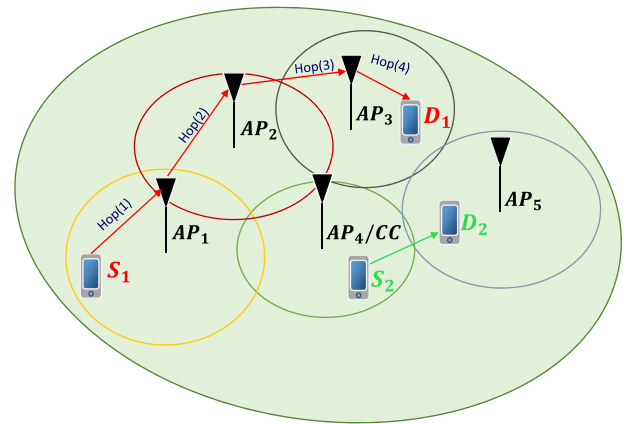 Hop(3)
Hop(4)
Hop(2)
AP₂
AP₃
D₁
Hop(1)
AP₁
AP₄/CC
AP₅
D₂
S₁
S₂